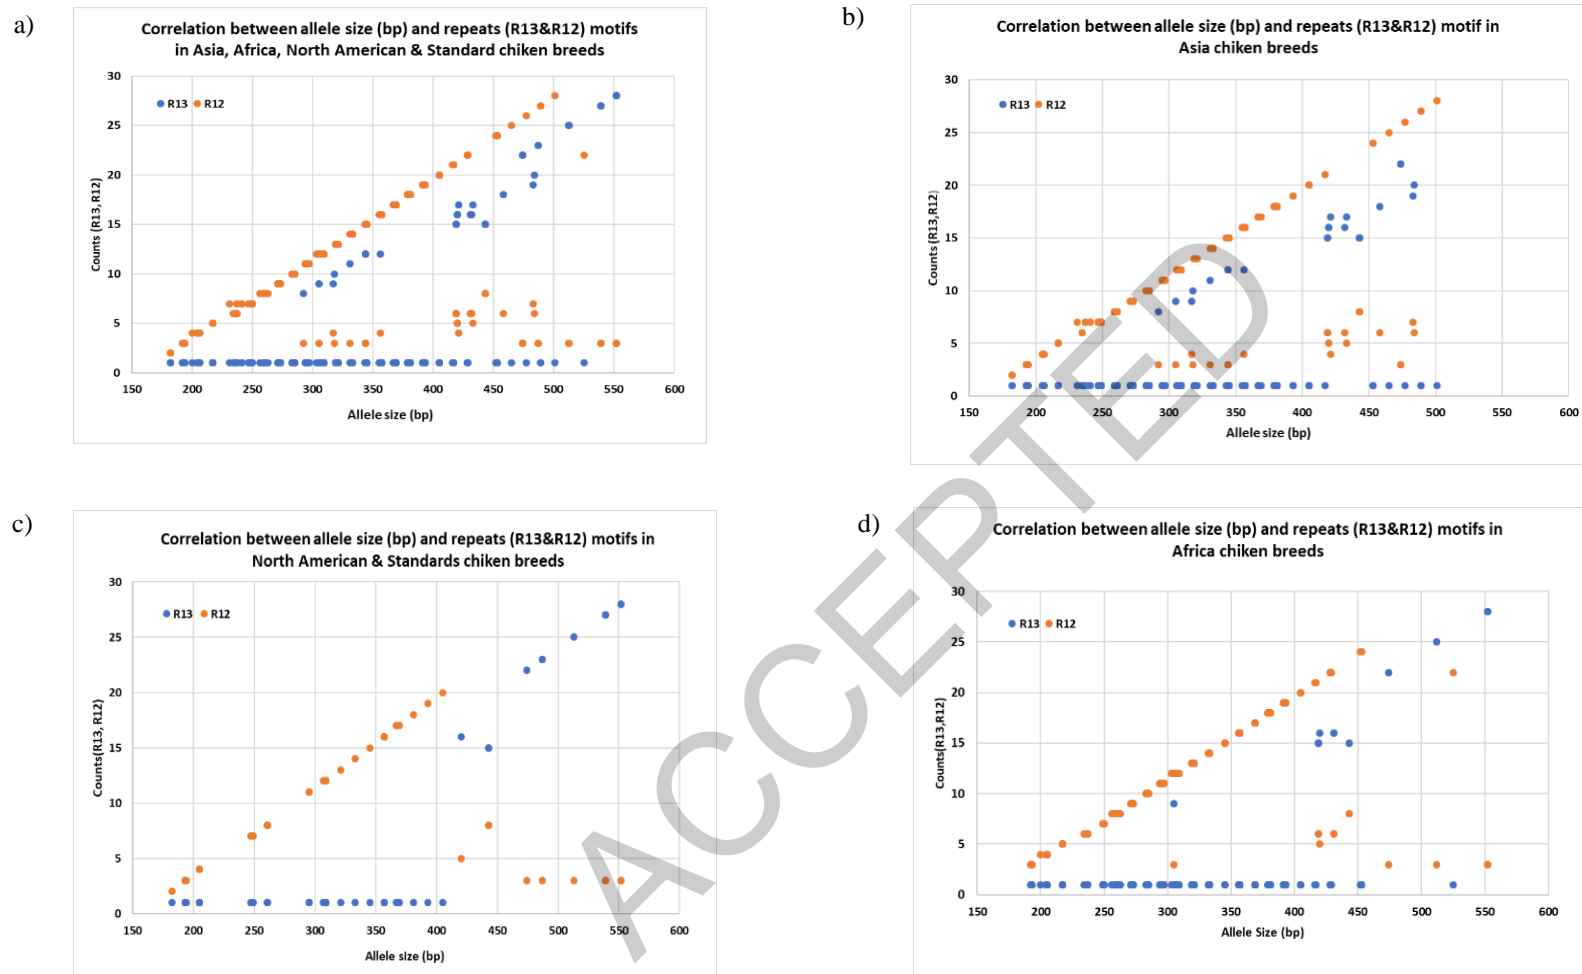 a)
Correlation between allele size (bp) and repeats (R13&R12) motifs
in Asia, Africa, North American & Standard chiken breeds
30
25
20
15
10
5
0
Counts (R13,R12)
R13 R12
150 200 250 300 350 400 450 500 550 600
Allele size (bp)
b)
Correlation between allele size (bp) and repeats (R13&R12) motif in
Asia chiken breeds
30
25
20
15
10
5
0
Counts (R13,R12)
R13 R12
150 200 250 300 350 400 450 500 550 600
Allele size (bp)
c)
Correlation between allele size (bp) and repeats (R13&R12) motifs in
North American & Standards chiken breeds
30
25
20
15
10
5
0
Counts(R13, R12)
R13 R12
150 200 250 300 350 400 450 500 550 600
Allele size (bp)
d)
Correlation between allele size (bp) and repeats (R13&R12) motifs in
Africa chiken breeds
30
25
20
15
10
5
0
Counts(R13,R12)
R13 R12
150 200 250 300 350 400 450 500 550 600
Allele Size (bp)
ACCEPTED